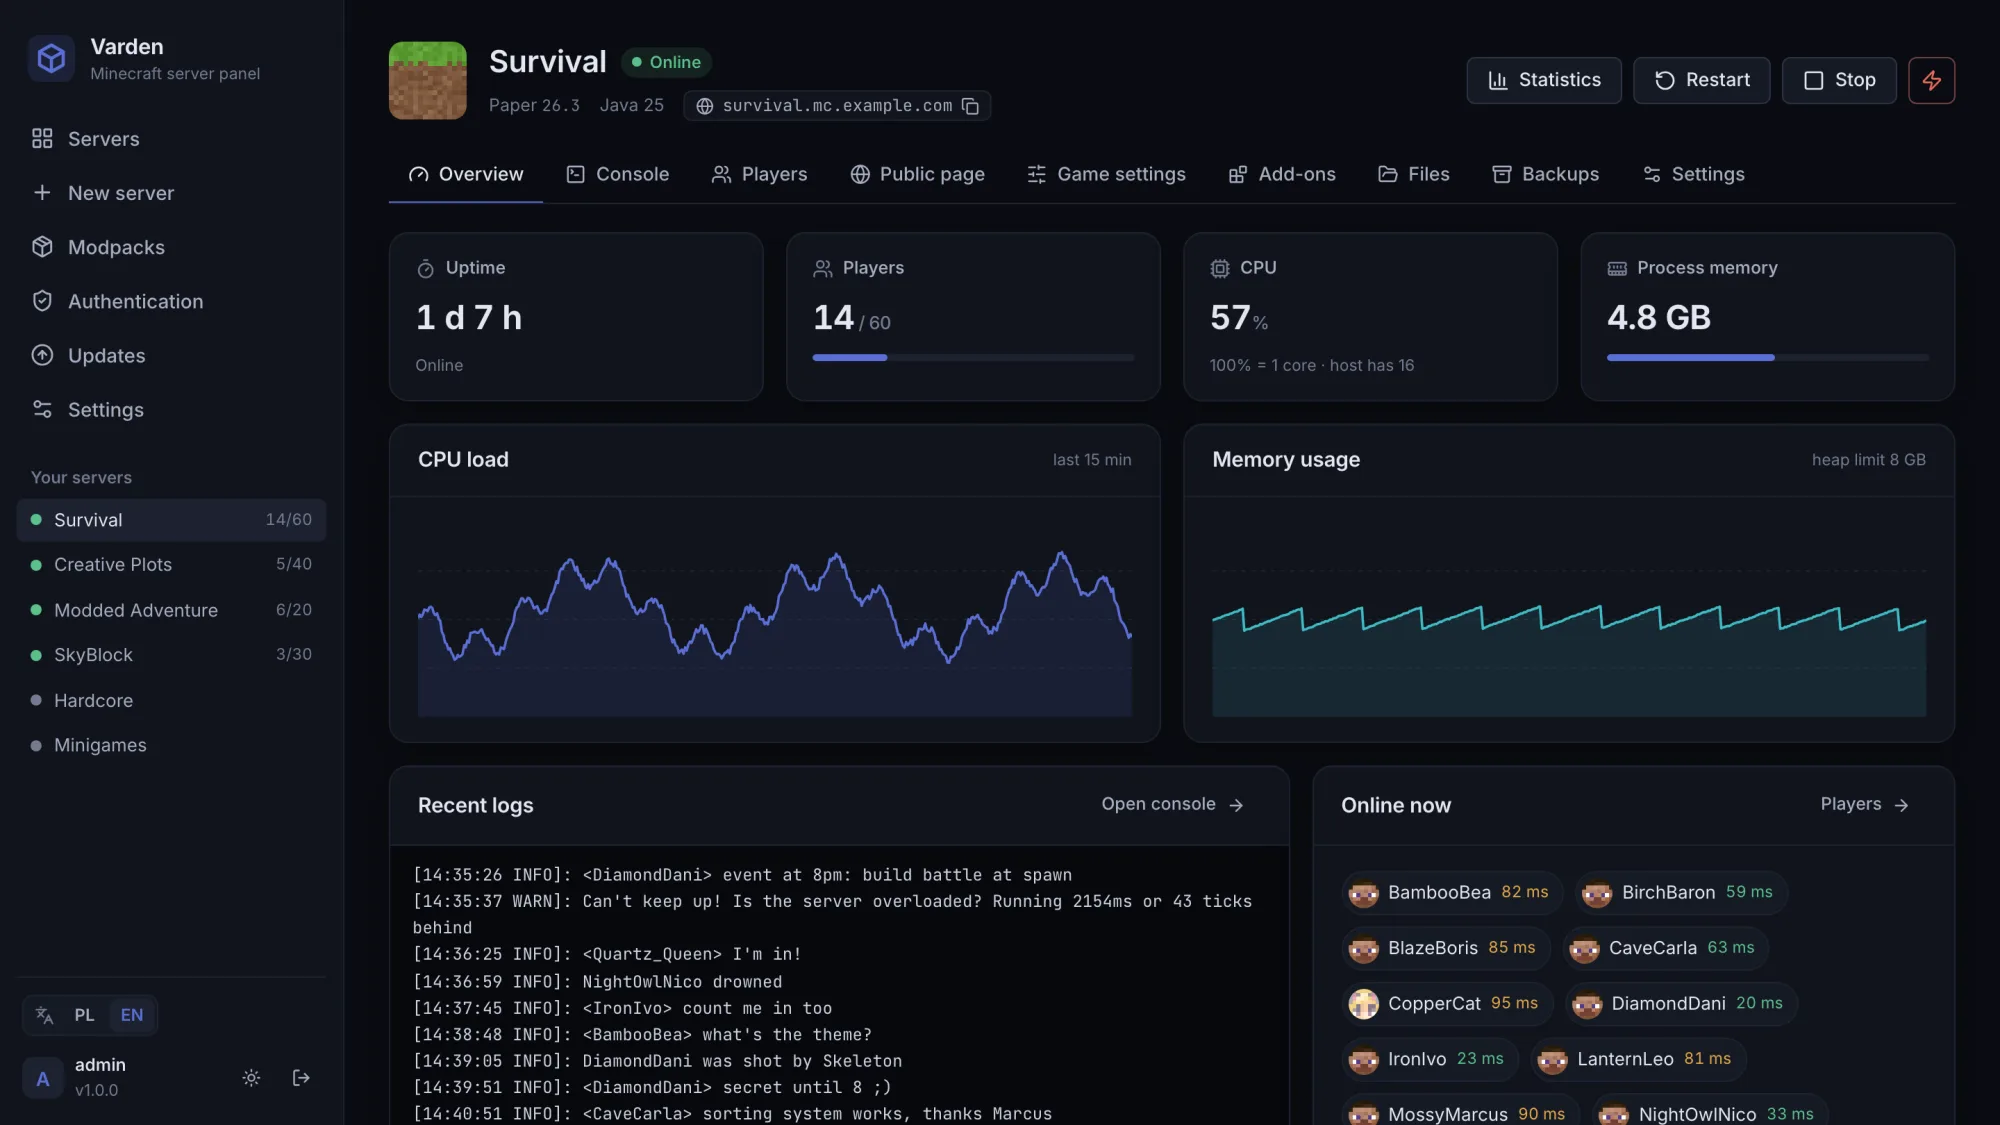 Varden
Minecraft server panel
Servers
New server
Modpacks
Authentication
Updates
Settings
Your servers
Survival 14/60
Creative Plots 5/40
Modded Adventure 6/20
SkyBlock 3/30
Hardcore
Minigames
PL EN
A admin
v1.0.0
Survival Online
Paper 26.3 Java 25 survival.mc.example.com
Statistics Restart Stop
Overview Console Players Public page Game settings Add-ons Files Backups Settings
Uptime
1 d 7 h
Online
Players
14 / 60
CPU
57%
100% = 1 core · host has 16
Process memory
4.8 GB
CPU load last 15 min
Memory usage heap limit 8 GB
Recent logs Open console →
[14:35:26 INFO]: <DiamondDani> event at 8pm: build battle at spawn
[14:35:37 WARN]: Can't keep up! Is the server overloaded? Running 2154ms or 43 ticks
behind
[14:36:25 INFO]: <Quartz_Queen> I'm in!
[14:36:59 INFO]: NightOwlNico drowned
[14:37:45 INFO]: <IronIvo> count me in too
[14:38:48 INFO]: <BambooBea> what's the theme?
[14:39:05 INFO]: DiamondDani was shot by Skeleton
[14:39:51 INFO]: <DiamondDani> secret until 8 ;)
[14:40:51 INFO]: <CaveCarla> sorting system works, thanks Marcus
Online now Players →
BambooBea 82 ms BirchBaron 59 ms
BlazeBoris 85 ms CaveCarla 63 ms
CopperCat 95 ms DiamondDani 20 ms
IronIvo 23 ms LanternLeo 81 ms
MossyMarcus 90 ms NightOwlNico 33 ms